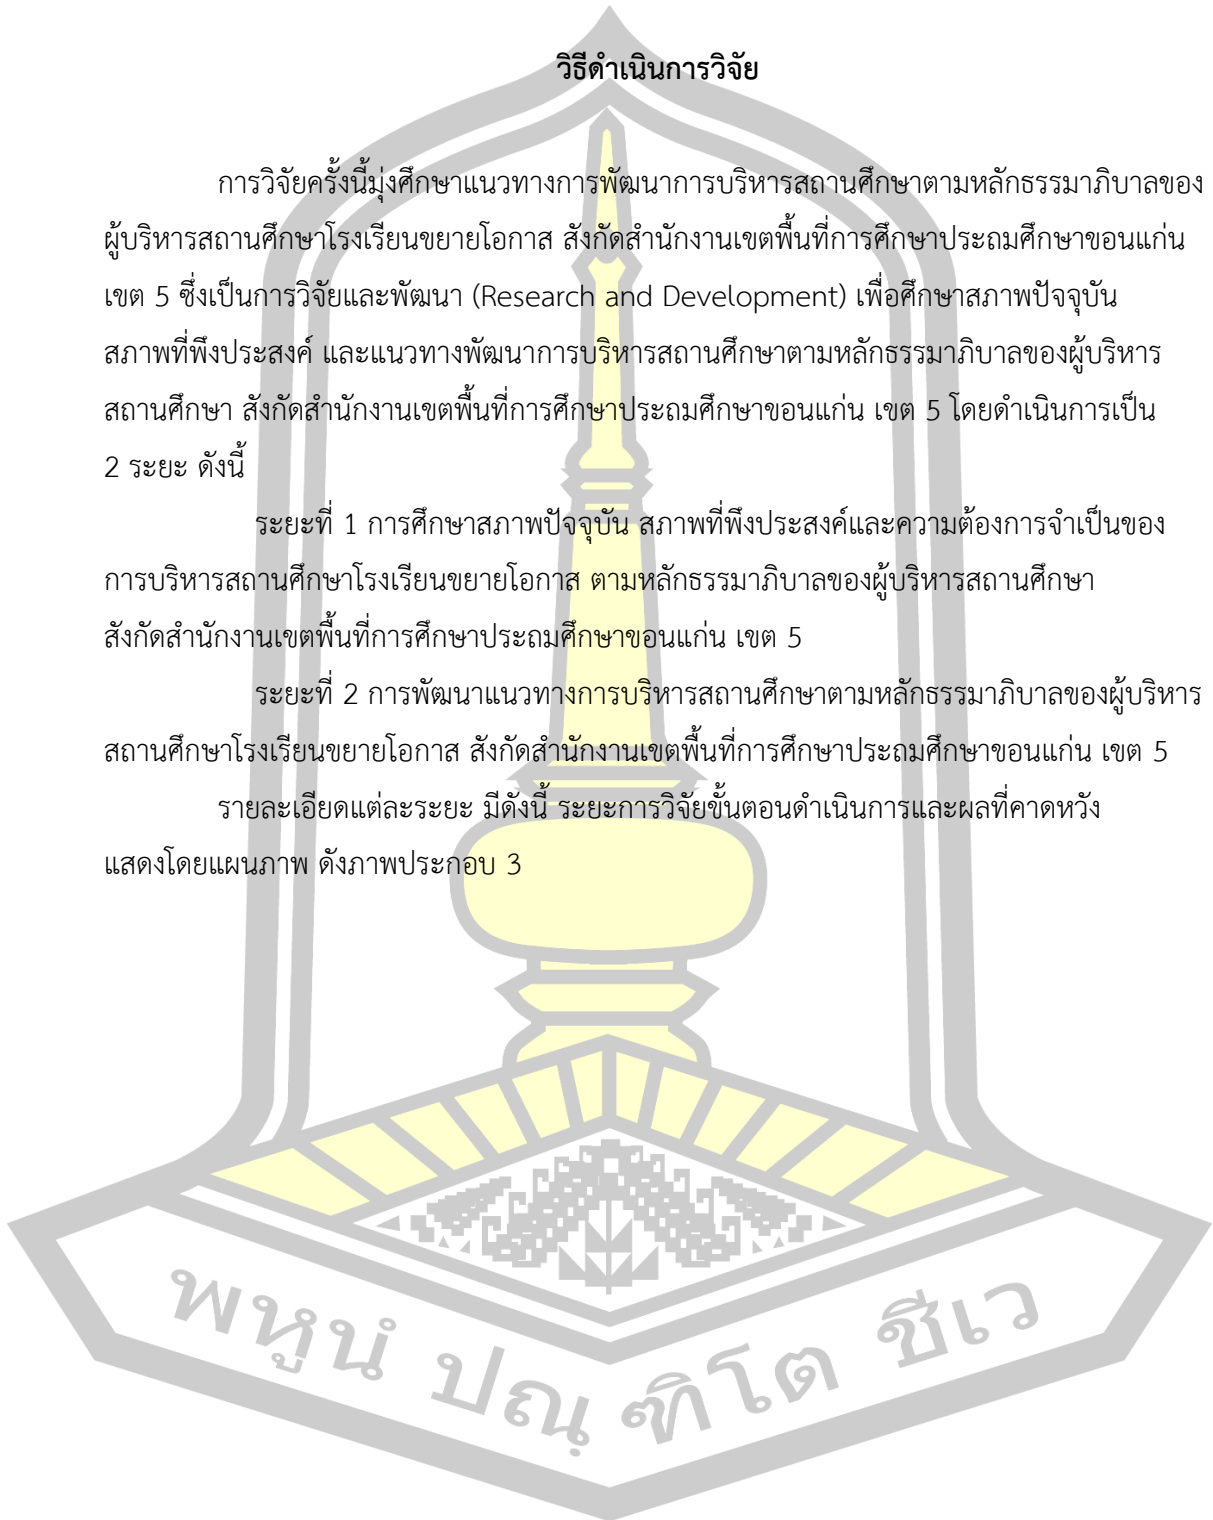 วิธีดำเนินการวิจัย
การวิจัยครั้งนี้มุ่งศึกษาแนวทางการพัฒนาการบริหารสถานศึกษาตามหลักธรรมาภิบาลของ
ผู้บริหารสถานศึกษาโรงเรียนขยายโอกาส สังกัดสำนักงานเขตพื้นที่การศึกษาประถมศึกษาขอนแก่น
เขต 5 ซึ่งเป็นการวิจัยและพัฒนา (Research and Development) เพื่อศึกษาสภาพปัจจุบัน
สภาพที่พึงประสงค์ และแนวทางพัฒนาการบริหารสถานศึกษาตามหลักธรรมาภิบาลของผู้บริหาร
สถานศึกษา สังกัดสำนักงานเขตพื้นที่การศึกษาประถมศึกษาขอนแก่น เขต 5 โดยดำเนินการเป็น
2 ระยะ ดังนี้
ระยะที่ 1 การศึกษาสภาพปัจจุบัน สภาพที่พึงประสงค์และความต้องการจำเป็นของ
การบริหารสถานศึกษาโรงเรียนขยายโอกาส ตามหลักธรรมาภิบาลของผู้บริหารสถานศึกษา
สังกัดสำนักงานเขตพื้นที่การศึกษาประถมศึกษาขอนแก่น เขต 5
ระยะที่ 2 การพัฒนาแนวทางการบริหารสถานศึกษาตามหลักธรรมาภิบาลของผู้บริหาร
สถานศึกษาโรงเรียนขยายโอกาส สังกัดสำนักงานเขตพื้นที่การศึกษาประถมศึกษาขอนแก่น เขต 5
รายละเอียดแต่ละระยะ มีดังนี้ ระยะการวิจัยขั้นตอนดำเนินการและผลที่คาดหวัง
แสดงโดยแผนภาพ ดังภาพประกอบ 3
พหูนํ ปณฺ ฑิโต ชีเว